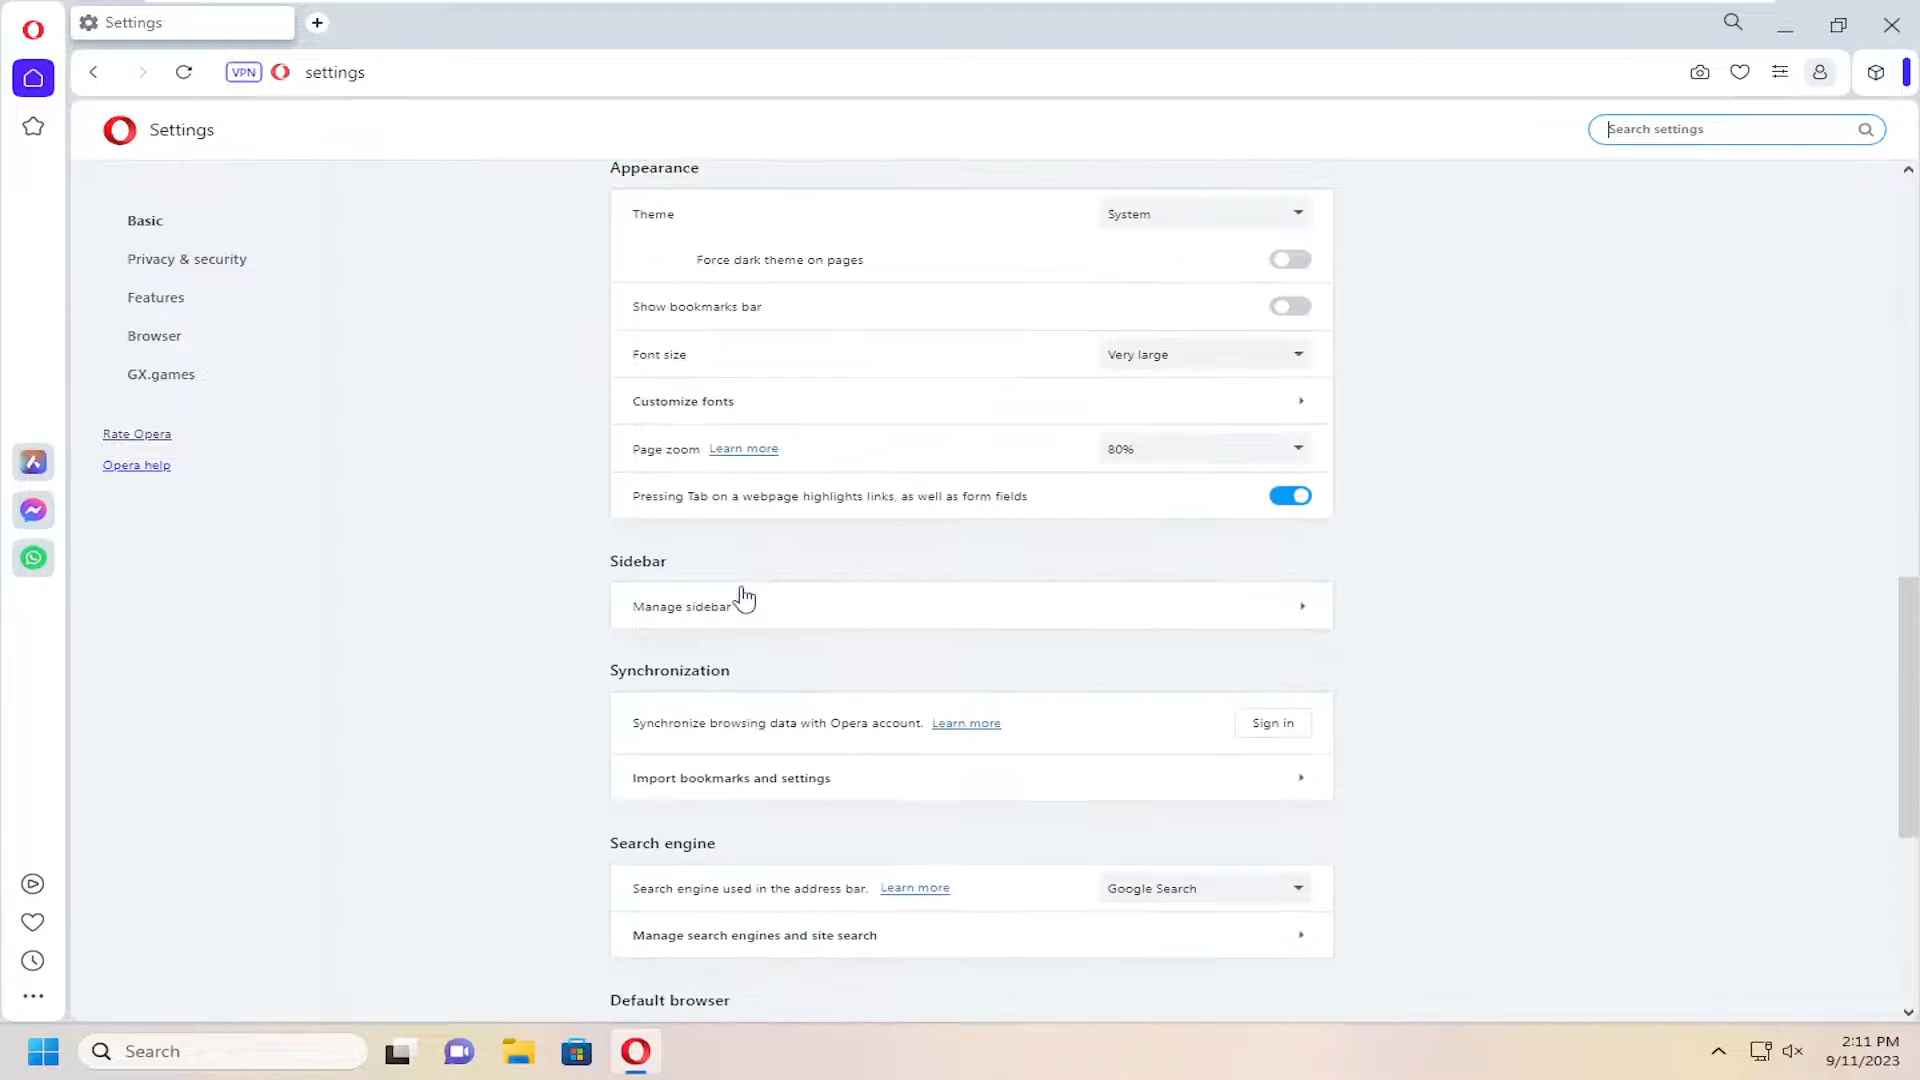 Settings
VPN
settings
Settings
Search settings
Basic
Privacy & security
Features
Browser
GX.games
Rate Opera
Opera help
Appearance
Theme
System
Force dark theme on pages
Show bookmarks bar
Font size
Very large
Customize fonts
Page zoom Learn more
80%
Pressing Tab on a webpage highlights links, as well as form fields
Sidebar
Manage sidebar
Synchronization
Synchronize browsing data with Opera account. Learn more
Sign in
Import bookmarks and settings
Search engine
Search engine used in the address bar. Learn more
Google Search
Manage search engines and site search
Default browser
Search
2:11 PM
9/11/2023